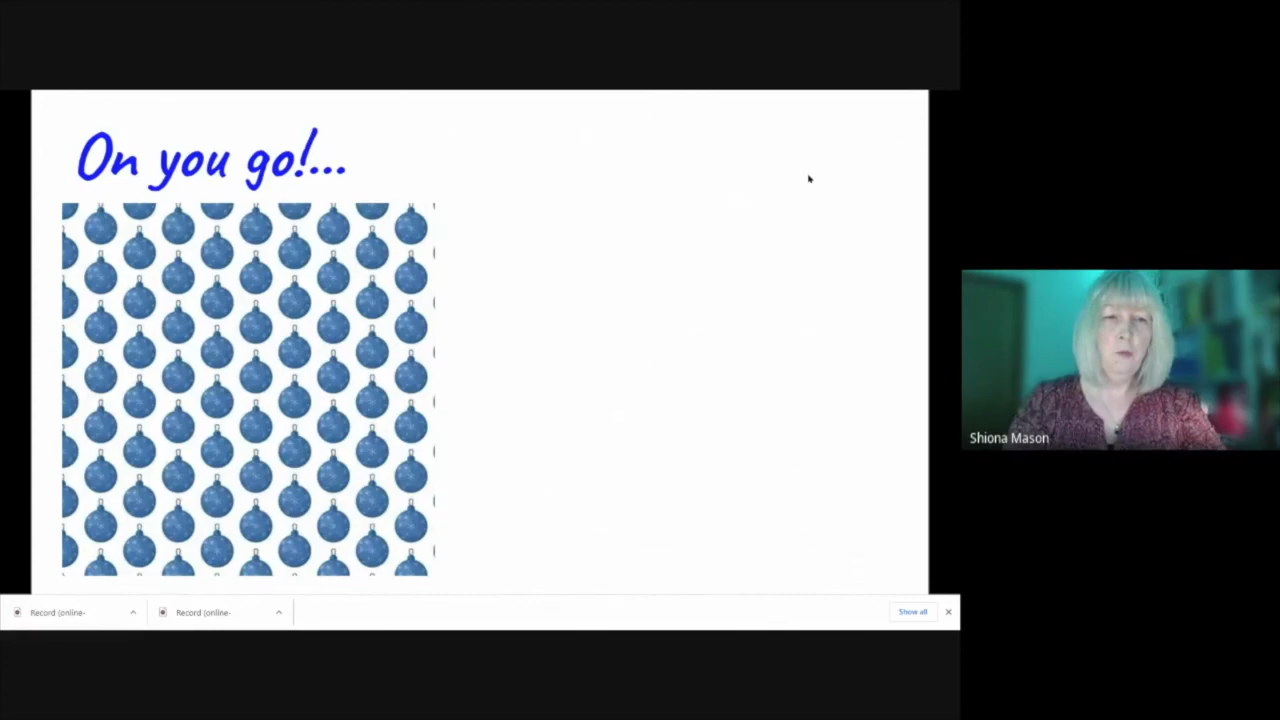 On you go!...
Shiona Mason
Record (online-
Record (online-
Show all